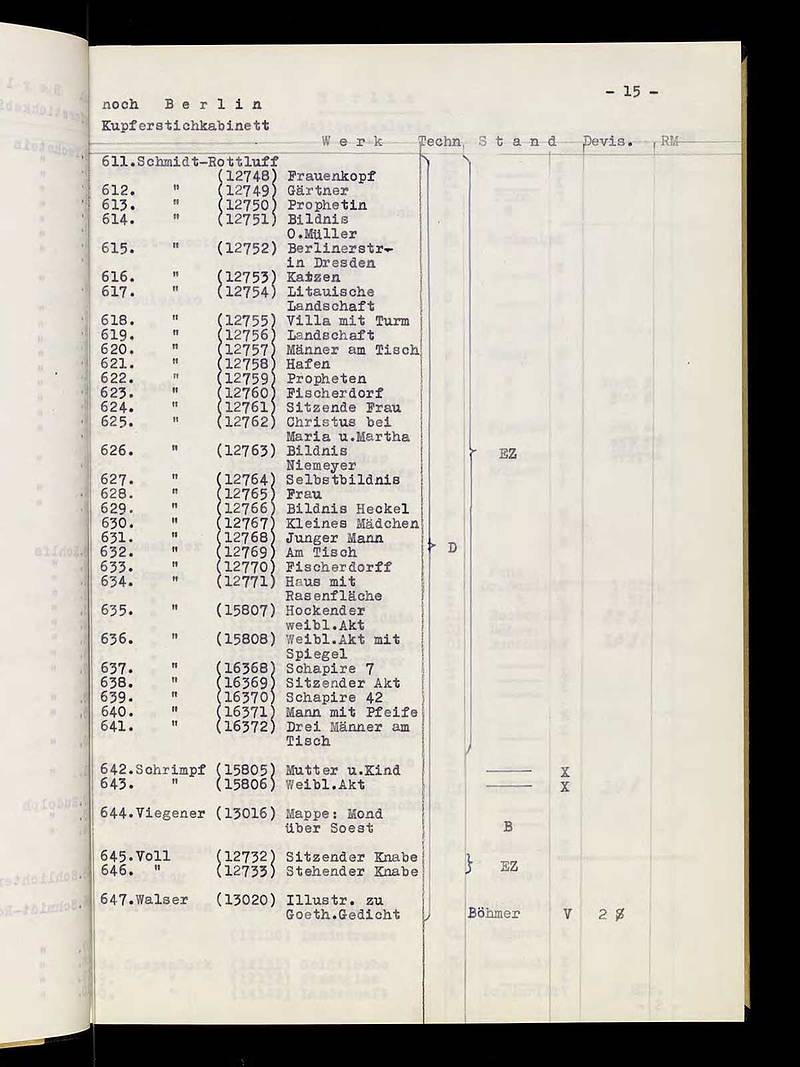 - 15 -
noch B e r l i n
Kupferstichkabinett
W e r k Techn. S t a n d Devis. RM
611.Schmidt-Rottluff
(12748) Frauenkopf
612. " (12749) Gärtner
613. " (12750) Prophetin
614. " (12751) Bildnis
O.Müller
615. " (12752) Berlinerstr-
in Dresden
616. " (12753) Katzen
617. " (12754) Litauische
Landschaft
618. " (12755) Villa mit Turm
619. " (12756) Landschaft
620. " (12757) Männer am Tisch
621. " (12758) Hafen
622. " (12759) Propheten
623. " (12760) Fischerdorf
624. " (12761) Sitzende Frau
625. " (12762) Christus bei
Maria u.Martha
626. " (12763) Bildnis EZ
Niemeyer
627. " (12764) Selbstbildnis
628. " (12765) Frau
629. " (12766) Bildnis Heckel
630. " (12767) Kleines Mädchen
631. " (12768) Junger Mann D
632. " (12769) Am Tisch
633. " (12770) Fischerdorff
634. " (12771) Haus mit
Rasenfläche
635. " (15807) Hockender
weibl.Akt
636. " (15808) Weibl.Akt mit
Spiegel
637. " (16368) Schapire 7
638. " (16369) Sitzender Akt
639. " (16370) Schapire 42
640. " (16371) Mann mit Pfeife
641. " (16372) Drei Männer am
Tisch
642.Schrimpf (15805) Mutter u.Kind —— X
643. " (15806) Weibl.Akt —— X
644.Viegener (13016) Mappe: Mond
über Soest B
645.Voll (12732) Sitzender Knabe
646. " (12733) Stehender Knabe EZ
647.Walser (13020) Illustr. zu
Goeth.Gedicht Böhmer V 2 $